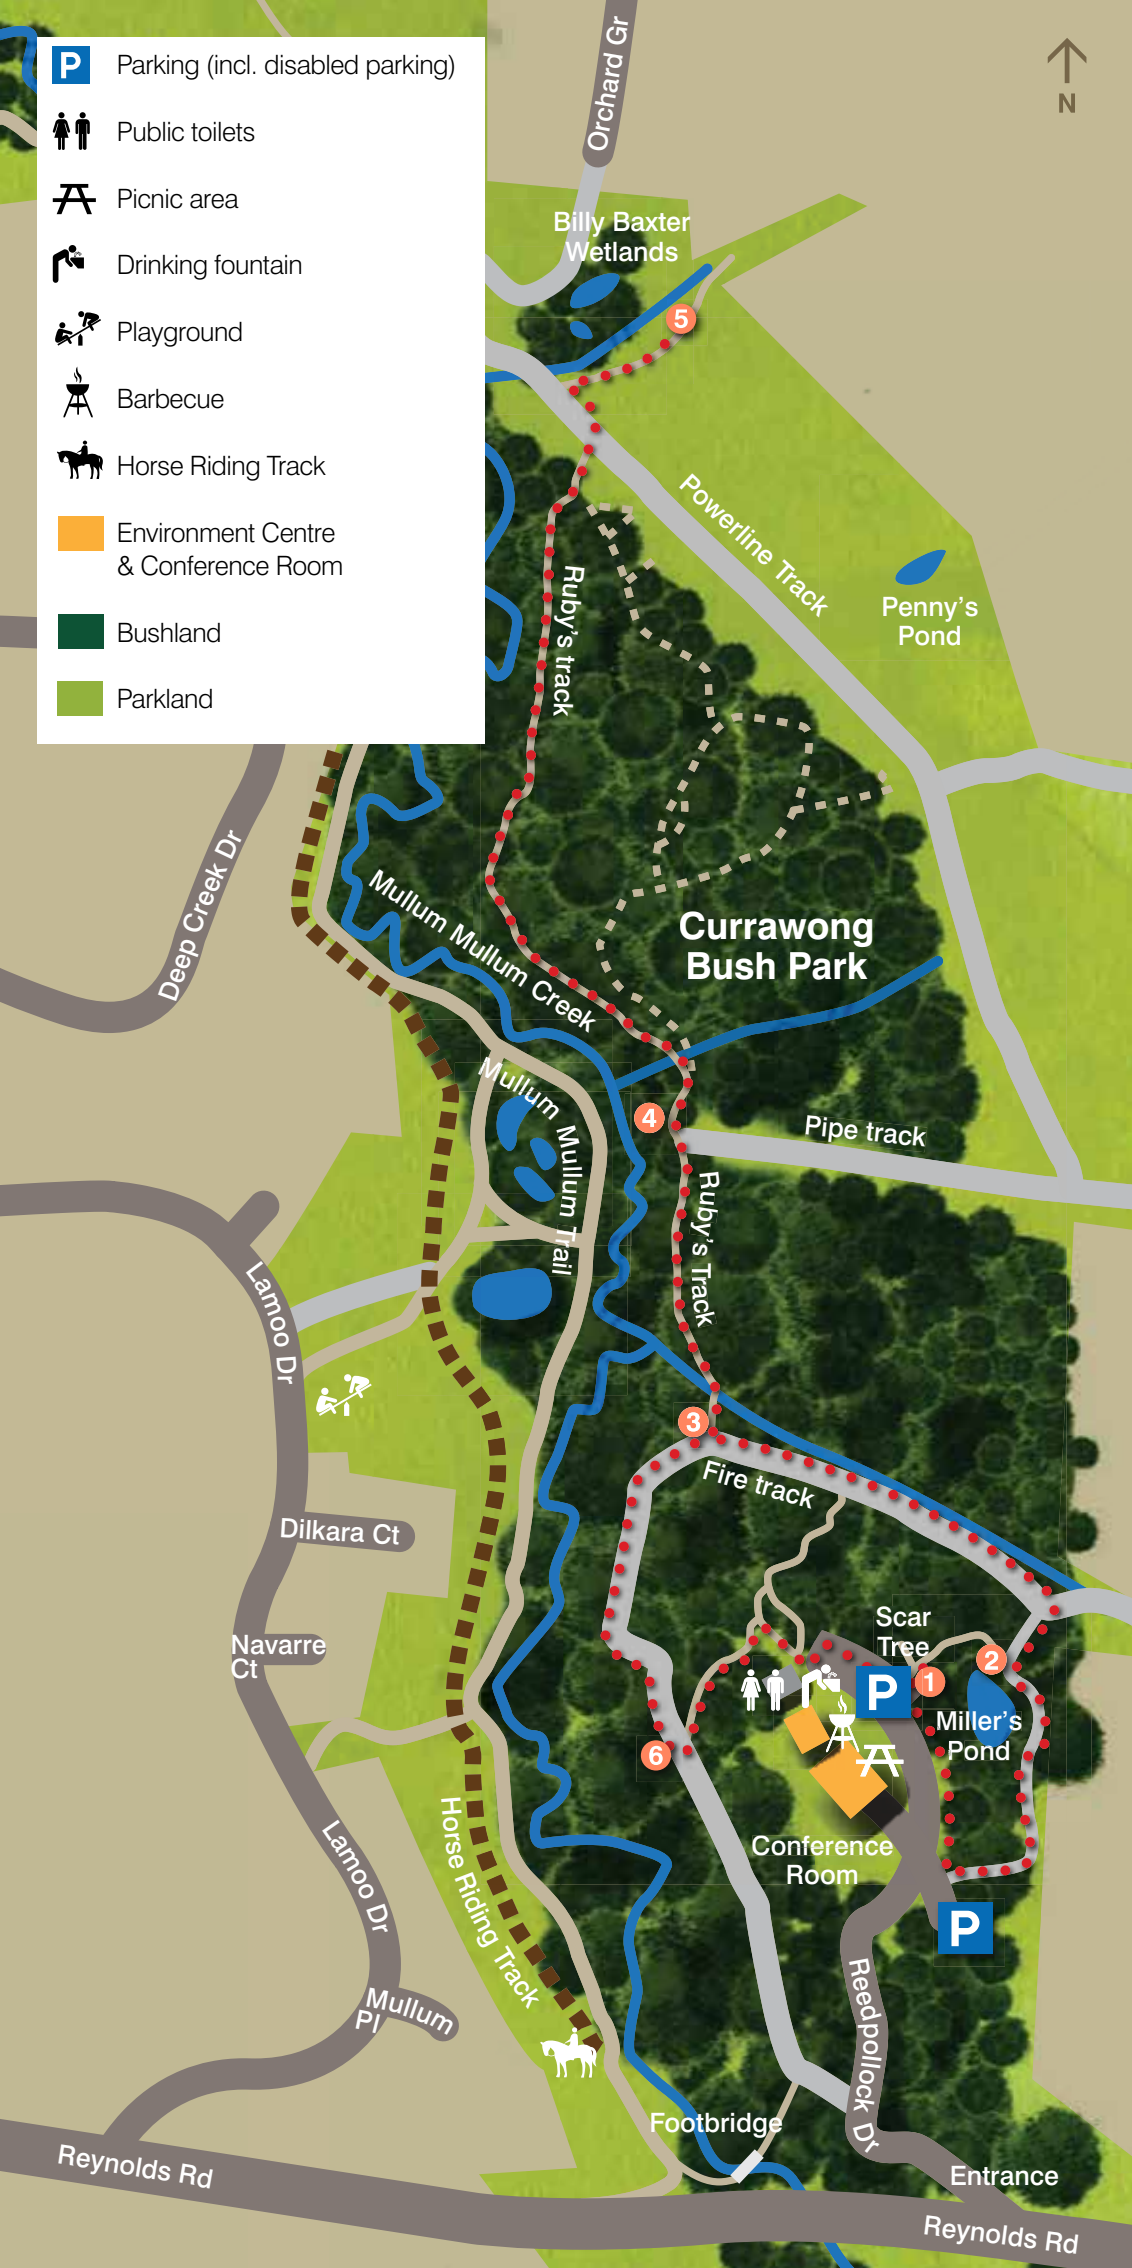 P Parking (incl. disabled parking)
Public toilets
Picnic area
Drinking fountain
Playground
Barbecue
Horse Riding Track
Environment Centre
& Conference Room
Bushland
Parkland
N
Orchard Gr
Billy Baxter
Wetlands
5
Powerline Track
Penny's
Pond
Ruby's track
Deep Creek Dr
Mullum Mullum Creek
Currawong
Bush Park
Mullum Mullum Trail
4
Pipe track
Ruby's Track
Lamoo Dr
3
Fire track
Dilkara Ct
Navarre
Ct
Scar
Tree
2
P
1
Miller's
Pond
6
Conference
Room
Horse Riding Track
Lamoo Dr
P
Reedpollock Dr
Mullum
Pl
Footbridge
Entrance
Reynolds Rd
Reynolds Rd